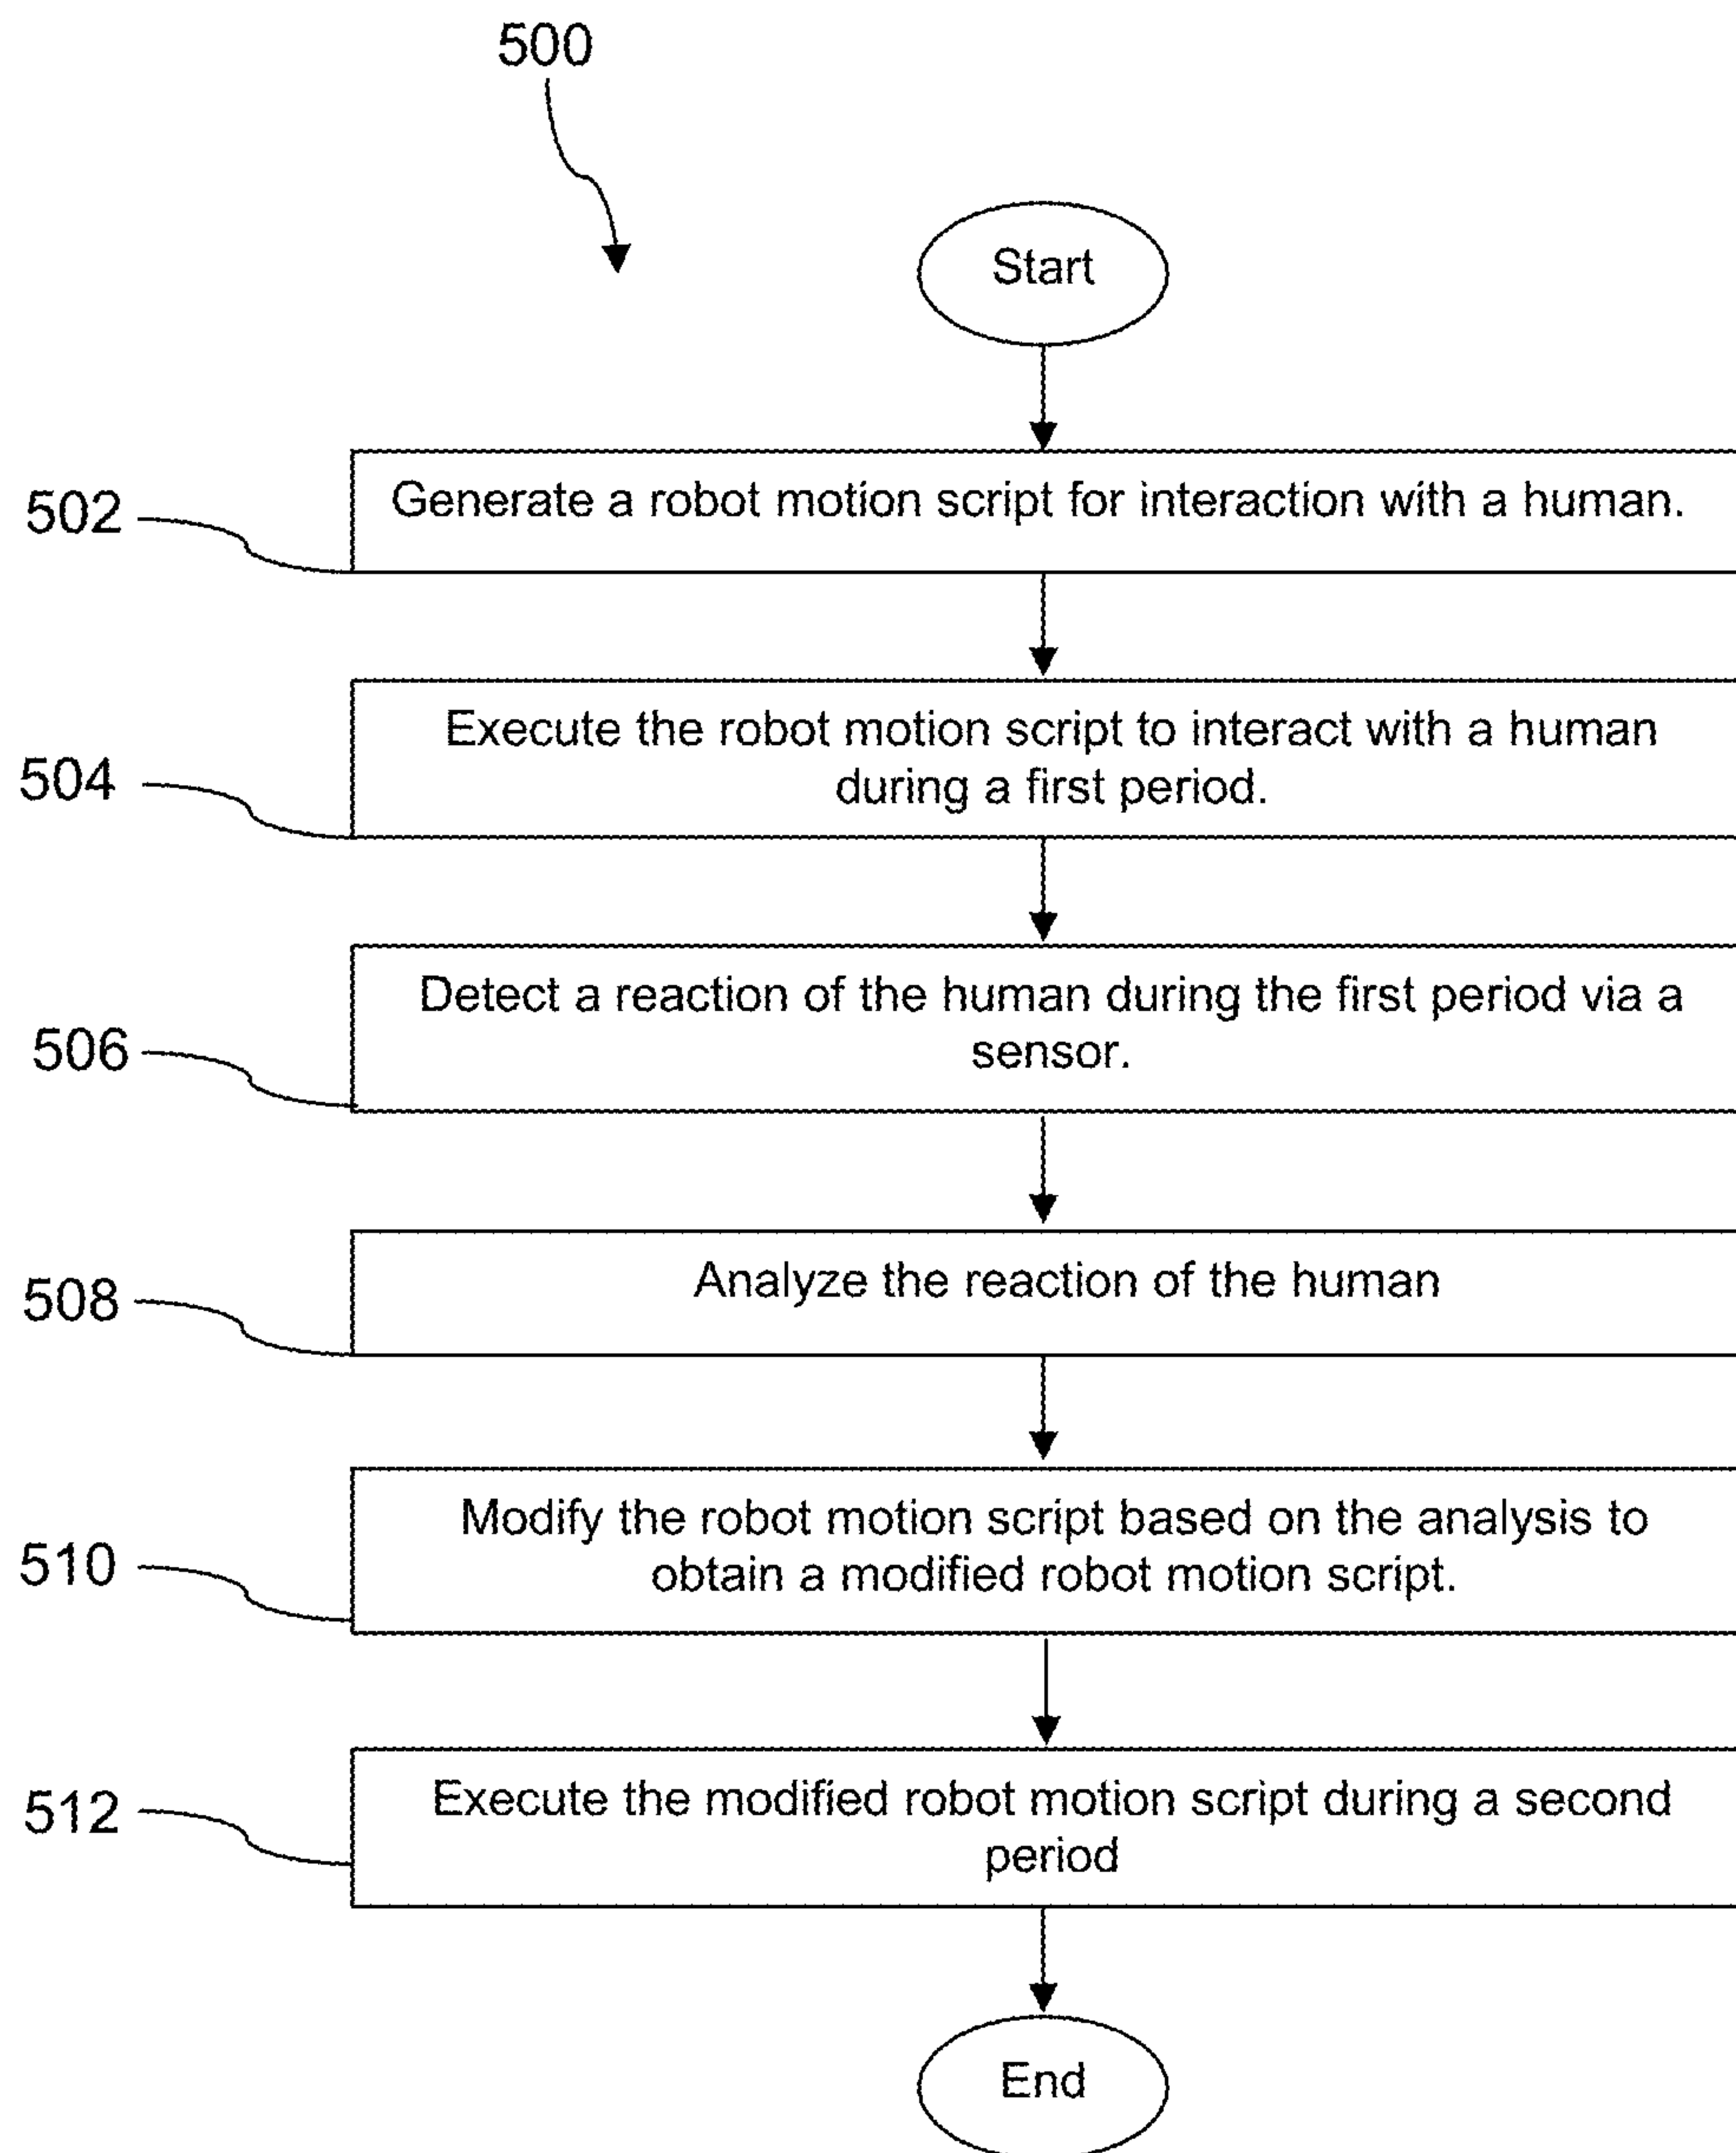 500
Start
502
Generate a robot motion script for interaction with a human.
504
Execute the robot motion script to interact with a human
during a first period.
506
Detect a reaction of the human during the first period via a
sensor.
508
Analyze the reaction of the human
510
Modify the robot motion script based on the analysis to
obtain a modified robot motion script.
512
Execute the modified robot motion script during a second
period
End